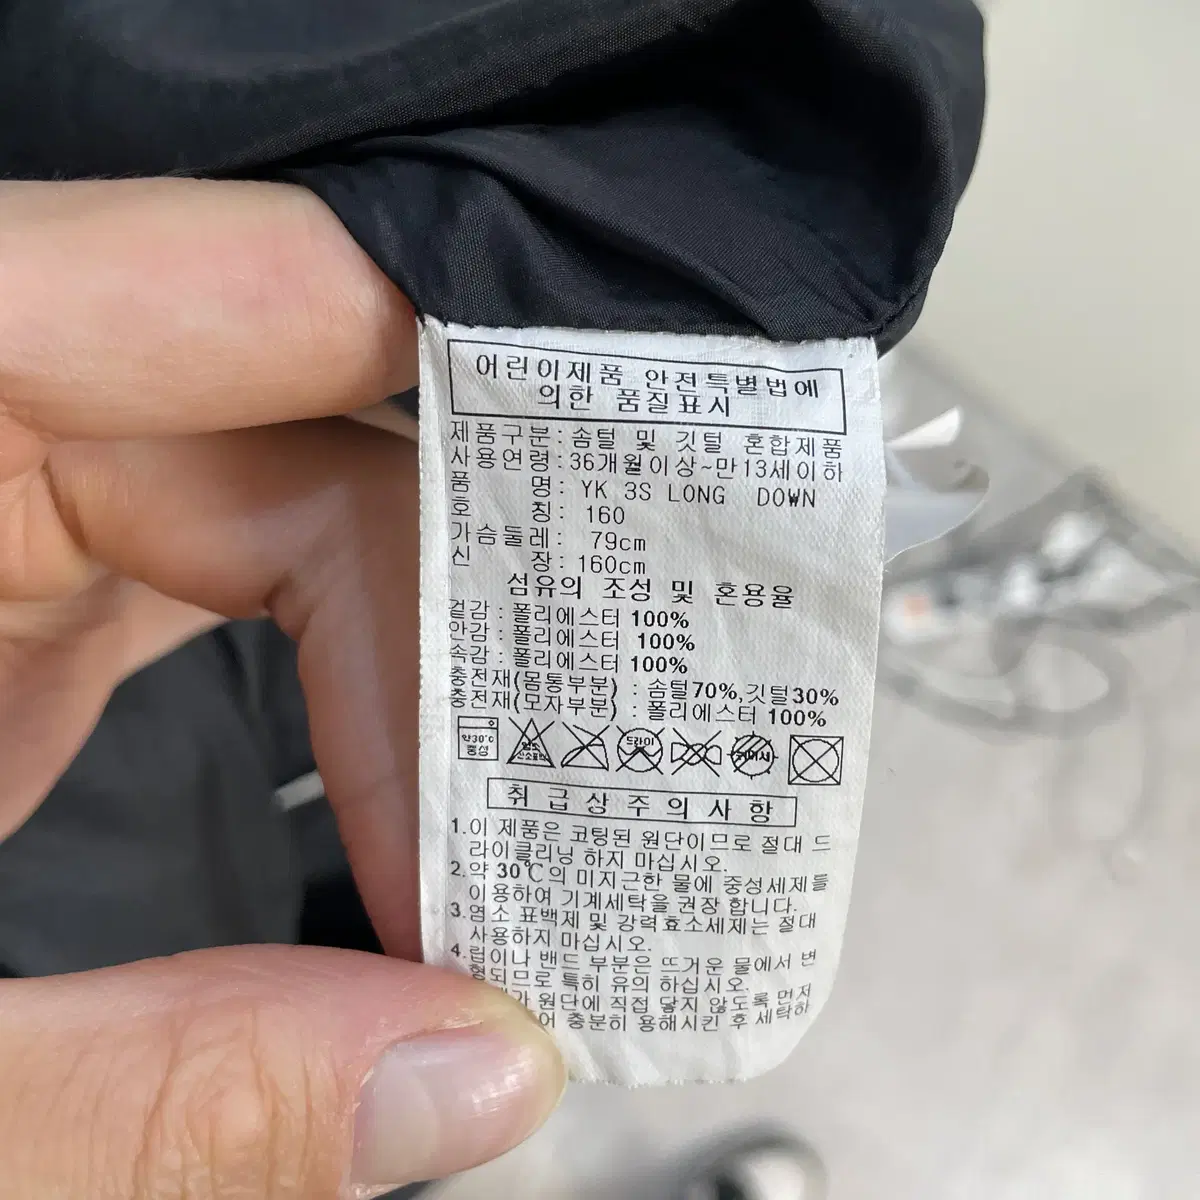 어린이제품 안전특별법에
의한 품질표시
제품구분:솜털 및 깃털 혼합제품
사용연령:36개월이상~만13세이하
품 명: YK 3S LONG DOWN
호 칭: 160
가슴둘레: 79cm
신 장:160cm
섬유의 조성 및 혼용율
겉감:폴리에스터 100%
안감:폴리에스터 100%
속감:폴리에스터 100%
충전재(몸통부분) : 솜털70%,깃털30%
충전재(모자부분) : 폴리에스터 100%
약30℃ 중성 염소 산소표백 드라이
취급상주의사항
1.이 제품은 코팅된 원단이므로 절대 드
라이클리닝 하지 마십시오.
2.약 30℃의 미지근한 물에 중성세제를
이용하여 기계세탁을 권장 합니다.
3.염소 표백제 및 강력효소세제는 절대
사용하지 마십시오.
4.립이나 밴드 부분은 뜨거운 물에서 변
형되므로 특히 유의 하십시오.
원단에 직접 닿지 않도록 먼저
충분히 용해시킨 후 세탁하